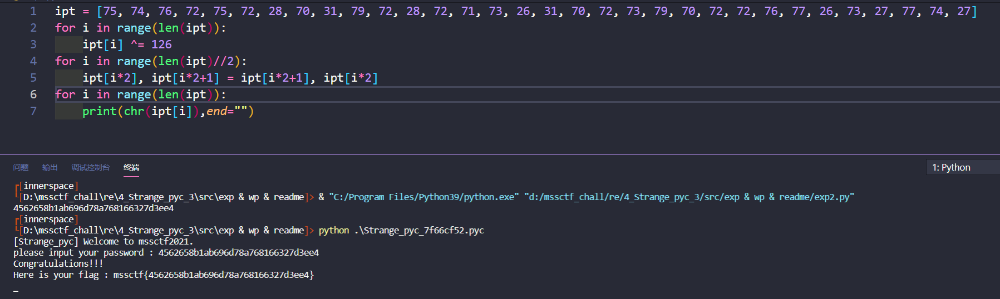 1 ipt = [75, 74, 76, 72, 75, 72, 28, 70, 31, 79, 72, 28, 72, 71, 73, 26, 31, 70, 72, 73, 79, 70, 72, 72, 76, 77, 26, 73, 27, 77, 74, 27]
2 for i in range(len(ipt)):
3     ipt[i] ^= 126
4 for i in range(len(ipt)//2):
5     ipt[i*2], ipt[i*2+1] = ipt[i*2+1], ipt[i*2]
6 for i in range(len(ipt)):
7     print(chr(ipt[i]),end="")
问题 输出 调试控制台 终端 1: Python
┏[innerspace]
┗[D:\mssctf_chall\re\4_Strange_pyc_3\src\exp & wp & readme]> & "C:/Program Files/Python39/python.exe" "d:/mssctf_chall/re/4_Strange_pyc_3/src/exp & wp & readme/exp2.py"
4562658b1ab696d78a768166327d3ee4
┏[innerspace]
┗[D:\mssctf_chall\re\4_Strange_pyc_3\src\exp & wp & readme]> python .\Strange_pyc_7f66cf52.pyc
[Strange_pyc] Welcome to mssctf2021.
please input your password : 4562658b1ab696d78a768166327d3ee4
Congratulations!!!
Here is your flag : mssctf{4562658b1ab696d78a768166327d3ee4}